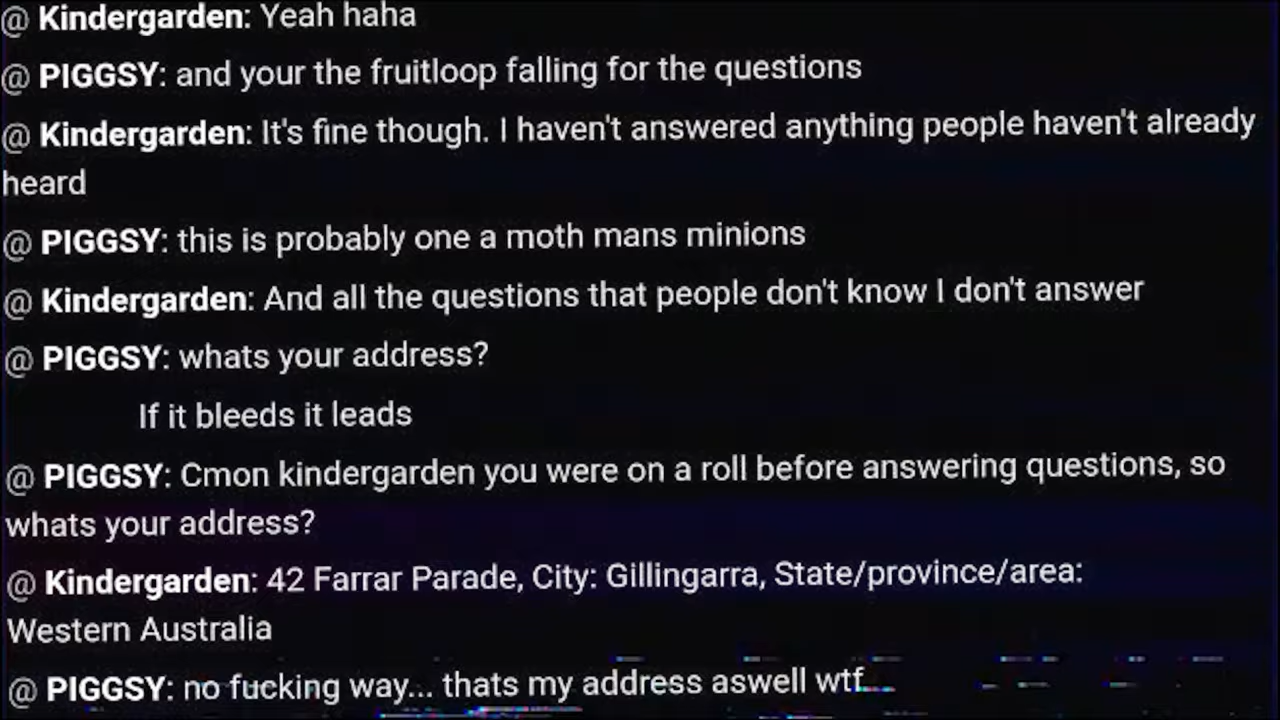 @ Kindergarden: Yeah haha
@ PIGGSY: and your the fruitloop falling for the questions
@ Kindergarden: It's fine though. I haven't answered anything people haven't already
heard
@ PIGGSY: this is probably one a moth mans minions
@ Kindergarden: And all the questions that people don't know I don't answer
@ PIGGSY: whats your address?
If it bleeds it leads
@ PIGGSY: Cmon kindergarden you were on a roll before answering questions, so
whats your address?
@ Kindergarden: 42 Farrar Parade, City: Gillingarra, State/province/area:
Western Australia
@ PIGGSY: no fucking way... thats my address aswell wtf